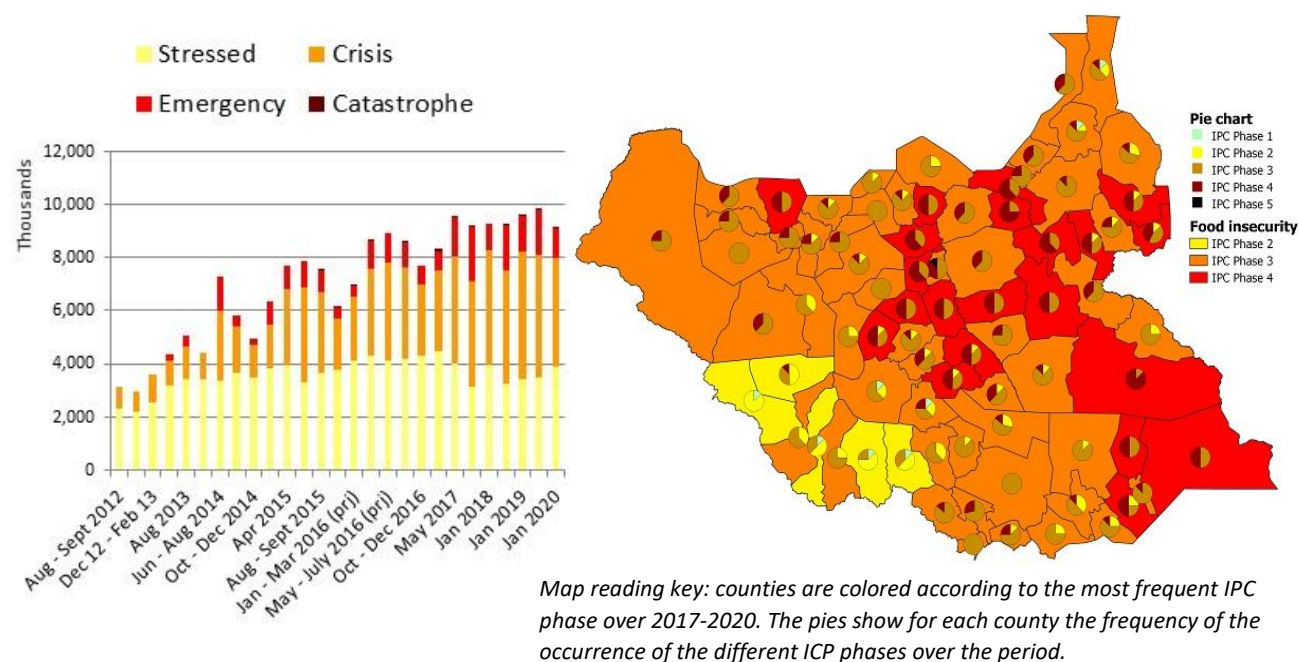 Stressed
Crisis
Emergency
Catastrophe
Thousands
12,000
10,000
8,000
6,000
4,000
2,000
0
Aug - Sept 2012
Dec 12 - Feb 13
Aug 2013
Jun - Aug 2014
Oct - Dec 2014
Apr 2015
Aug - Sept 2015
Jan - Mar 2016 (prj)
May - July 2016 (prj)
Oct - Dec 2016
May 2017
Jan 2018
Jan 2019
Jan 2020
Pie chart
IPC Phase 1
IPC Phase 2
IPC Phase 3
IPC Phase 4
IPC Phase 5
Food insecurity
IPC Phase 2
IPC Phase 3
IPC Phase 4
Map reading key: counties are colored according to the most frequent IPC
phase over 2017-2020. The pies show for each county the frequency of the
occurrence of the different ICP phases over the period.